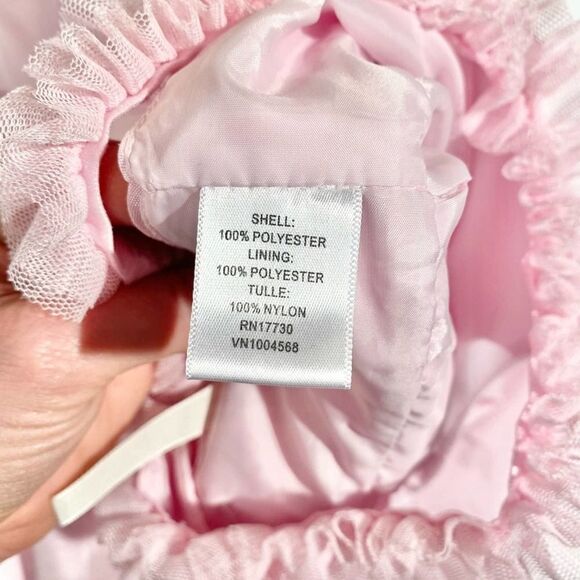 SHELL:
100% POLYESTER
LINING:
100% POLYESTER
TULLE:
100% NYLON
RN17730
VN1004568